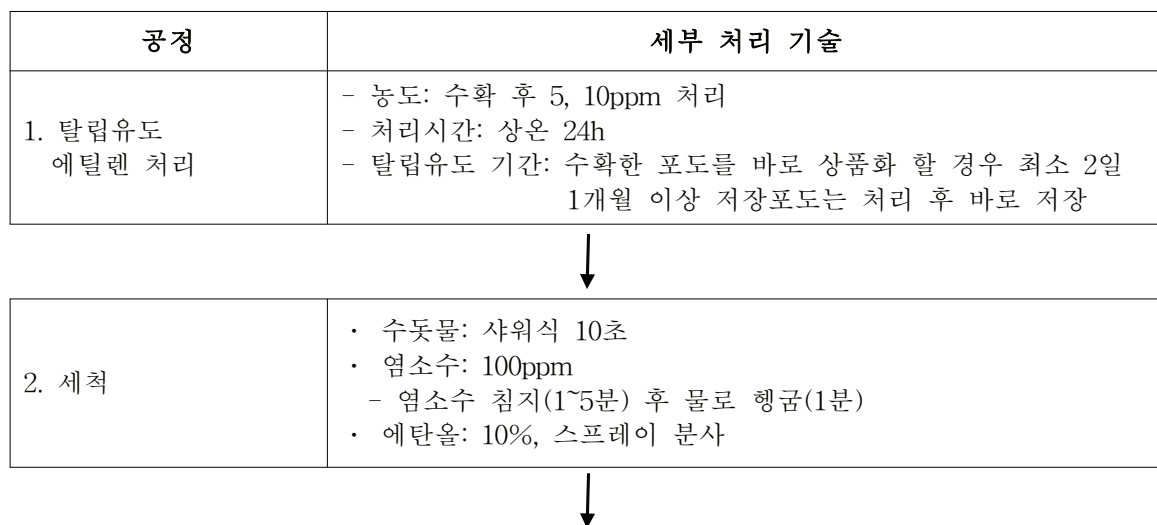 공정 세부 처리 기술
1. 탈립유도
에틸렌 처리
- 농도: 수확 후 5, 10ppm 처리
- 처리시간: 상온 24h
- 탈립유도 기간: 수확한 포도를 바로 상품화 할 경우 최소 2일
1개월 이상 저장포도는 처리 후 바로 저장
2. 세척
· 수돗물: 샤워식 10초
· 염소수: 100ppm
- 염소수 침지(1~5분) 후 물로 헹굼(1분)
· 에탄올: 10%, 스프레이 분사